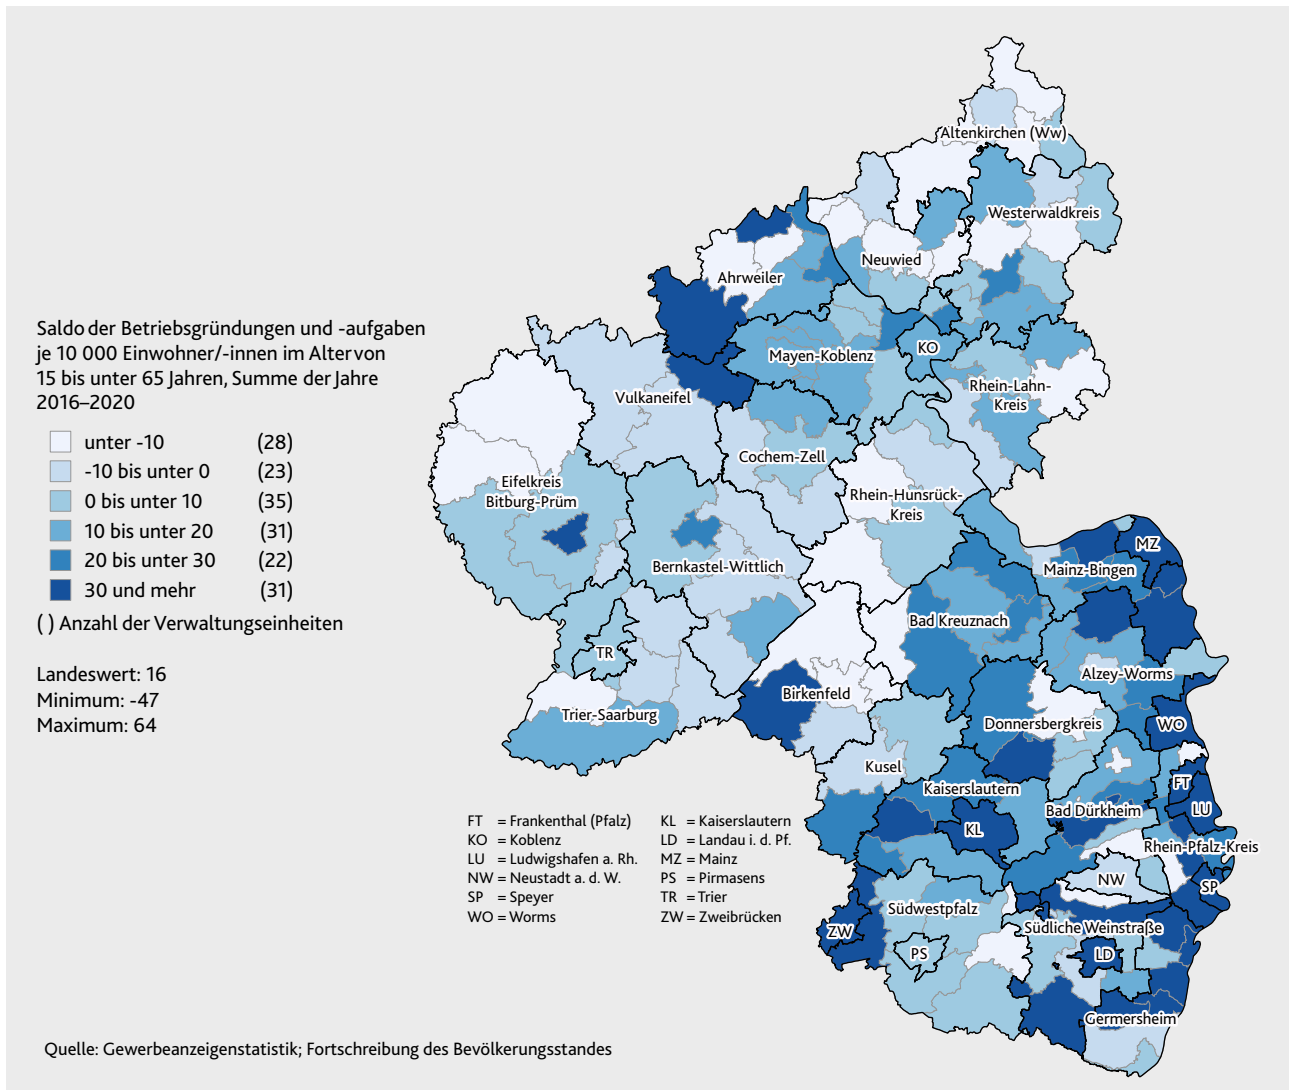 Saldo der Betriebsgründungen und -aufgaben
je 10 000 Einwohner/-innen im Alter von
15 bis unter 65 Jahren, Summe der Jahre
2016–2020
unter -10 (28)
-10 bis unter 0 (23)
0 bis unter 10 (35)
10 bis unter 20 (31)
20 bis unter 30 (22)
30 und mehr (31)
( ) Anzahl der Verwaltungseinheiten
Landeswert: 16
Minimum: -47
Maximum: 64
Altenkirchen (Ww)
Westerwaldkreis
Neuwied
Ahrweiler
KO
Mayen-Koblenz
Rhein-Lahn-
Kreis
Vulkaneifel
Cochem-Zell
Eifelkreis
Bitburg-Prüm
Rhein-Hunsrück-
Kreis
MZ
Mainz-Bingen
Bernkastel-Wittlich
Bad Kreuznach
TR
Alzey-Worms
Birkenfeld
Trier-Saarburg
Donnersbergkreis
WO
Kusel
FT
Kaiserslautern
Bad Dürkheim
LU
KL
Rhein-Pfalz-Kreis
NW
SP
Südwestpfalz
Südliche Weinstraße
ZW
PS
LD
Germersheim
FT = Frankenthal (Pfalz) KL = Kaiserslautern
KO = Koblenz LD = Landau i. d. Pf.
LU = Ludwigshafen a. Rh. MZ = Mainz
NW = Neustadt a. d. W. PS = Pirmasens
SP = Speyer TR = Trier
WO = Worms ZW = Zweibrücken
Quelle: Gewerbeanzeigenstatistik; Fortschreibung des Bevölkerungsstandes